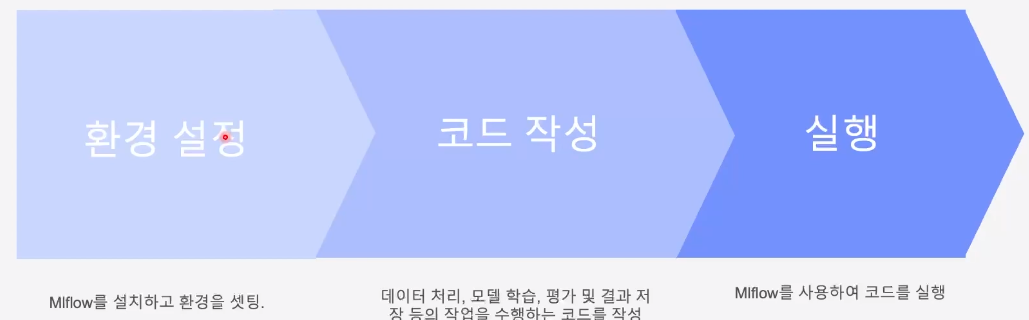 환경 설정
코드 작성
실행
Mlflow를 설치하고 환경을 셋팅.
데이터 처리, 모델 학습, 평가 및 결과 저
장 등의 작업을 수행하는 코드를 작성
Mlflow를 사용하여 코드를 실행